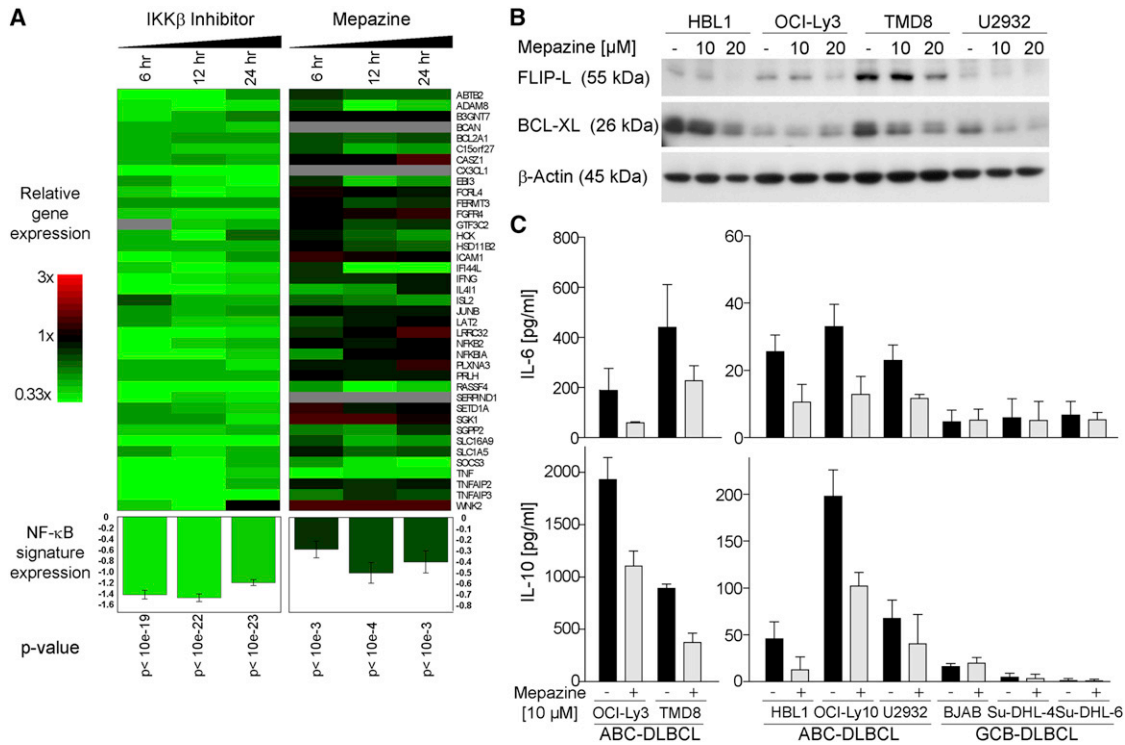 A
IKKβ Inhibitor
Mepazine
6 hr
12 hr
24 hr
6 hr
12 hr
24 hr
Relative gene expression
3x
1x
0.33x
ABTB2
ADAM8
B3GNT7
BCAN
BCL2A1
C15orf27
CASZ1
CX3CL1
EBI3
FCRL4
FERMT3
FGFR4
GTF3C2
HCK
HSD11B2
ICAM1
IFI44L
IFNG
IL4I1
ISL2
JUNB
LAT2
LRRC32
NFKB2
NFKBIA
PLXNA3
PRLH
RASSF4
SERPIND1
SETD1A
SGK1
SGPP2
SLC16A9
SLC1A5
SOCS3
TNF
TNFAIP2
TNFAIP3
WNK2
NF-κB signature expression
0
-0.2
-0.4
-0.6
-0.8
-1.0
-1.2
-1.4
-1.6
0
-0.1
-0.2
-0.3
-0.4
-0.5
-0.6
-0.7
-0.8
p-value
p< 10e-19
p< 10e-22
p< 10e-23
p< 10e-3
p< 10e-4
p< 10e-3
B
HBL1 OCI-Ly3 TMD8 U2932
Mepazine [µM] - 10 20 - 10 20 - 10 20 - 10 20
FLIP-L (55 kDa)
BCL-XL (26 kDa)
β-Actin (45 kDa)
C
IL-6 [pg/ml]
800
600
400
200
0
60
40
20
0
IL-10 [pg/ml]
2000
1500
1000
500
0
200
150
100
50
0
Mepazine [10 µM]
- + - + - + - + - + - + - + - +
OCI-Ly3 TMD8 HBL1 OCI-Ly10 U2932 BJAB Su-DHL-4 Su-DHL-6
ABC-DLBCL ABC-DLBCL GCB-DLBCL